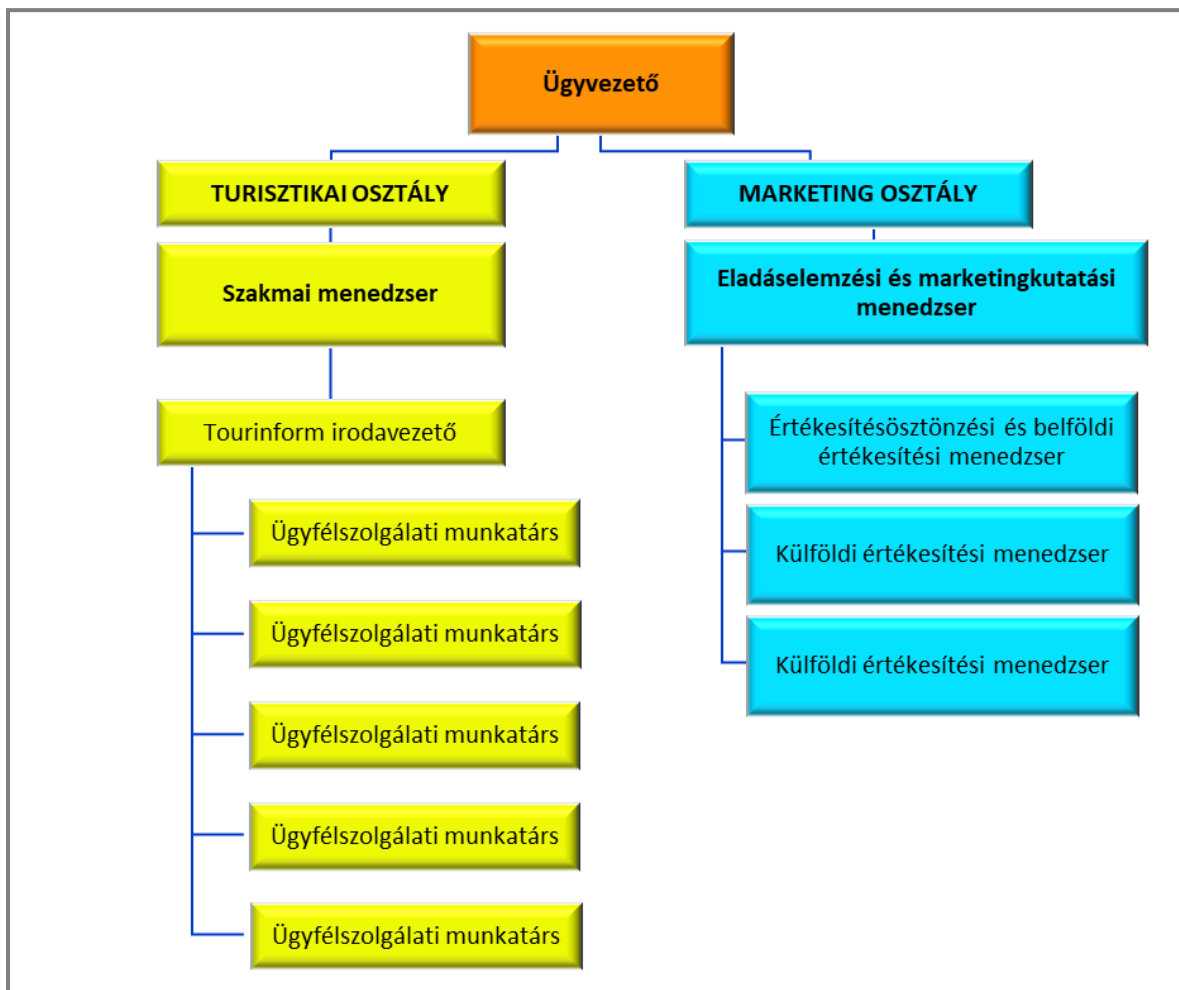 Ügyvezető
TURISZTIKAI OSZTÁLY
Szakmai menedzser
Tourinform irodavezető
Ügyfélszolgálati munkatárs
Ügyfélszolgálati munkatárs
Ügyfélszolgálati munkatárs
Ügyfélszolgálati munkatárs
Ügyfélszolgálati munkatárs
MARKETING OSZTÁLY
Eladáselemzési és marketingkutatási
menedzser
Értékesítésösztönzési és belföldi
értékesítési menedzser
Külföldi értékesítési menedzser
Külföldi értékesítési menedzser